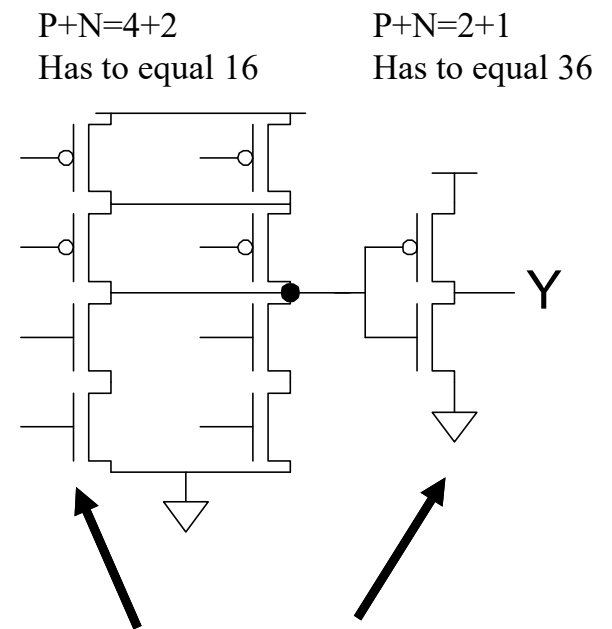 P+N=4+2
Has to equal 16
P+N=2+1
Has to equal 36
Y